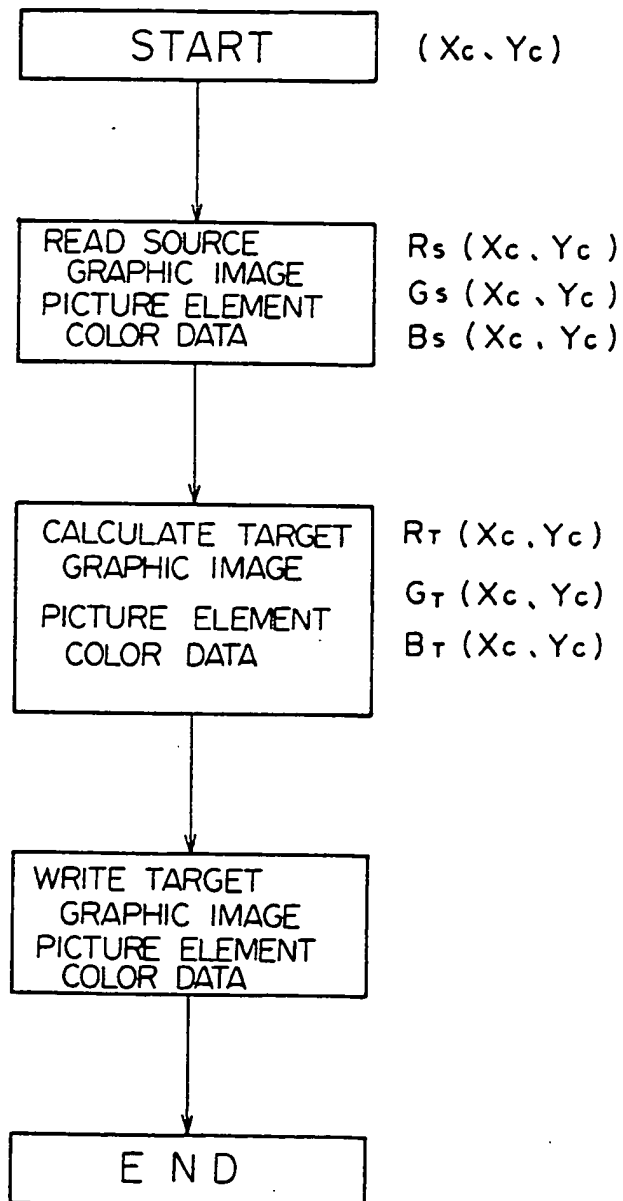 START (Xc、Yc)
READ SOURCE Rs (Xc、Yc)
GRAPHIC IMAGE Gs (Xc、Yc)
PICTURE ELEMENT
COLOR DATA Bs (Xc、Yc)
CALCULATE TARGET RT (Xc、Yc)
GRAPHIC IMAGE
GT (Xc、Yc)
PICTURE ELEMENT
COLOR DATA BT (Xc、Yc)
WRITE TARGET
GRAPHIC IMAGE
PICTURE ELEMENT
COLOR DATA
END